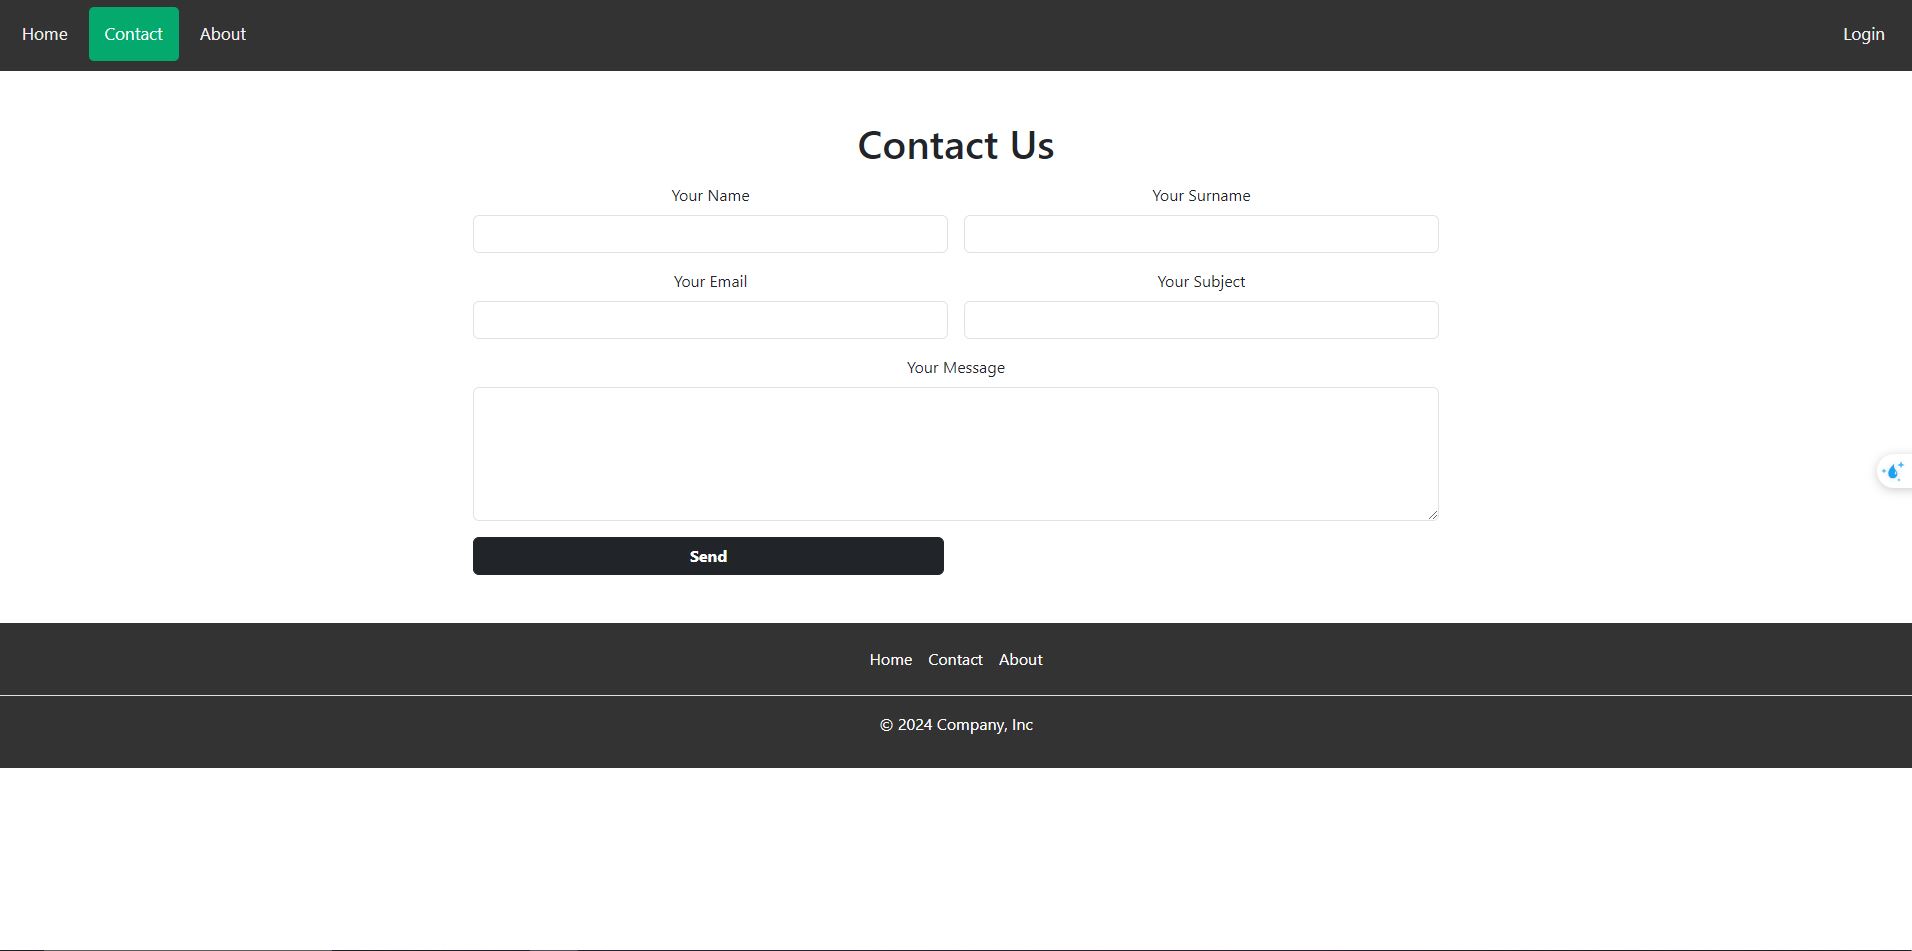 Home Contact About Login
Contact Us
Your Name Your Surname
Your Email Your Subject
Your Message
Send
Home Contact About
© 2024 Company, Inc